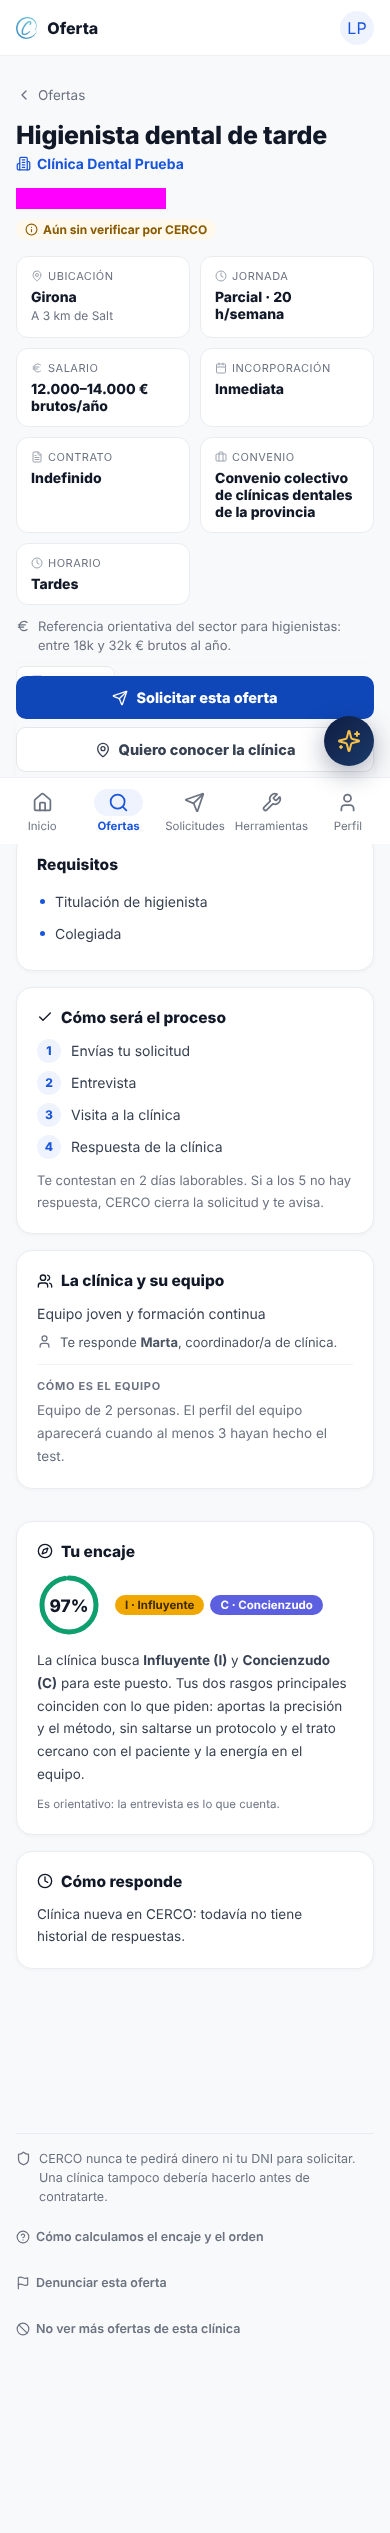 Oferta
LP
Ofertas
Higienista dental de tarde
Clínica Dental Prueba
Aún sin verificar por CERCO
UBICACIÓN
Girona
A 3 km de Salt
JORNADA
Parcial · 20
h/semana
SALARIO
12.000–14.000 €
brutos/año
INCORPORACIÓN
Inmediata
CONTRATO
Indefinido
CONVENIO
Convenio colectivo
de clínicas dentales
de la provincia
HORARIO
Tardes
Referencia orientativa del sector para higienistas:
entre 18k y 32k € brutos al año.
Solicitar esta oferta
Quiero conocer la clínica
Inicio
Ofertas
Solicitudes
Herramientas
Perfil
Requisitos
Titulación de higienista
Colegiada
Cómo será el proceso
1 Envías tu solicitud
2 Entrevista
3 Visita a la clínica
4 Respuesta de la clínica
Te contestan en 2 días laborables. Si a los 5 no hay
respuesta, CERCO cierra la solicitud y te avisa.
La clínica y su equipo
Equipo joven y formación continua
Te responde Marta, coordinador/a de clínica.
CÓMO ES EL EQUIPO
Equipo de 2 personas. El perfil del equipo
aparecerá cuando al menos 3 hayan hecho el
test.
Tu encaje
97%
I · Influyente
C · Concienzudo
La clínica busca Influyente (I) y Concienzudo
(C) para este puesto. Tus dos rasgos principales
coinciden con lo que piden: aportas la precisión
y el método, sin saltarse un protocolo y el trato
cercano con el paciente y la energía en el
equipo.
Es orientativo: la entrevista es lo que cuenta.
Cómo responde
Clínica nueva en CERCO: todavía no tiene
historial de respuestas.
CERCO nunca te pedirá dinero ni tu DNI para solicitar.
Una clínica tampoco debería hacerlo antes de
contratarte.
Cómo calculamos el encaje y el orden
Denunciar esta oferta
No ver más ofertas de esta clínica